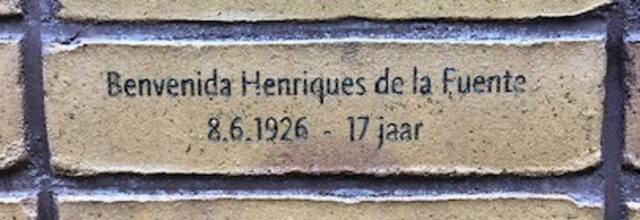 Benvenida Henriques de la Fuente
8.6.1926 - 17 jaar